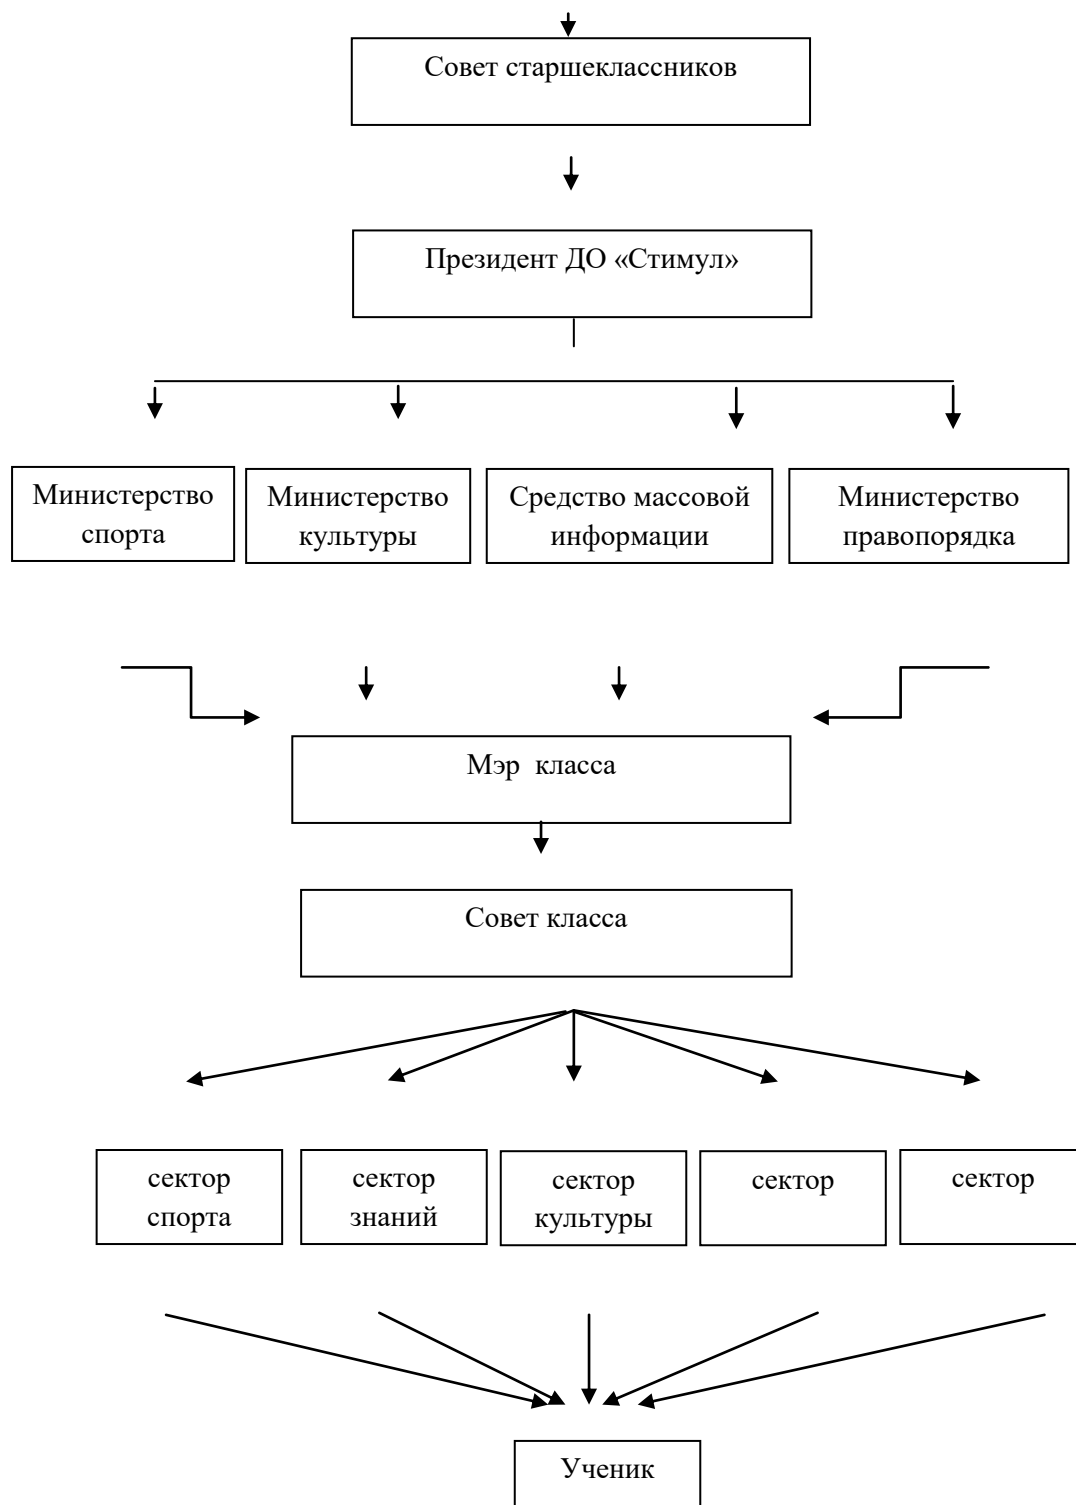 Совет старшеклассников
Президент ДО «Стимул»
Министерство
спорта
Министерство
культуры
Средство массовой
информации
Министерство
правопорядка
Мэр  класса
Совет класса
сектор
спорта
сектор
знаний
сектор
культуры
сектор
сектор
Ученик